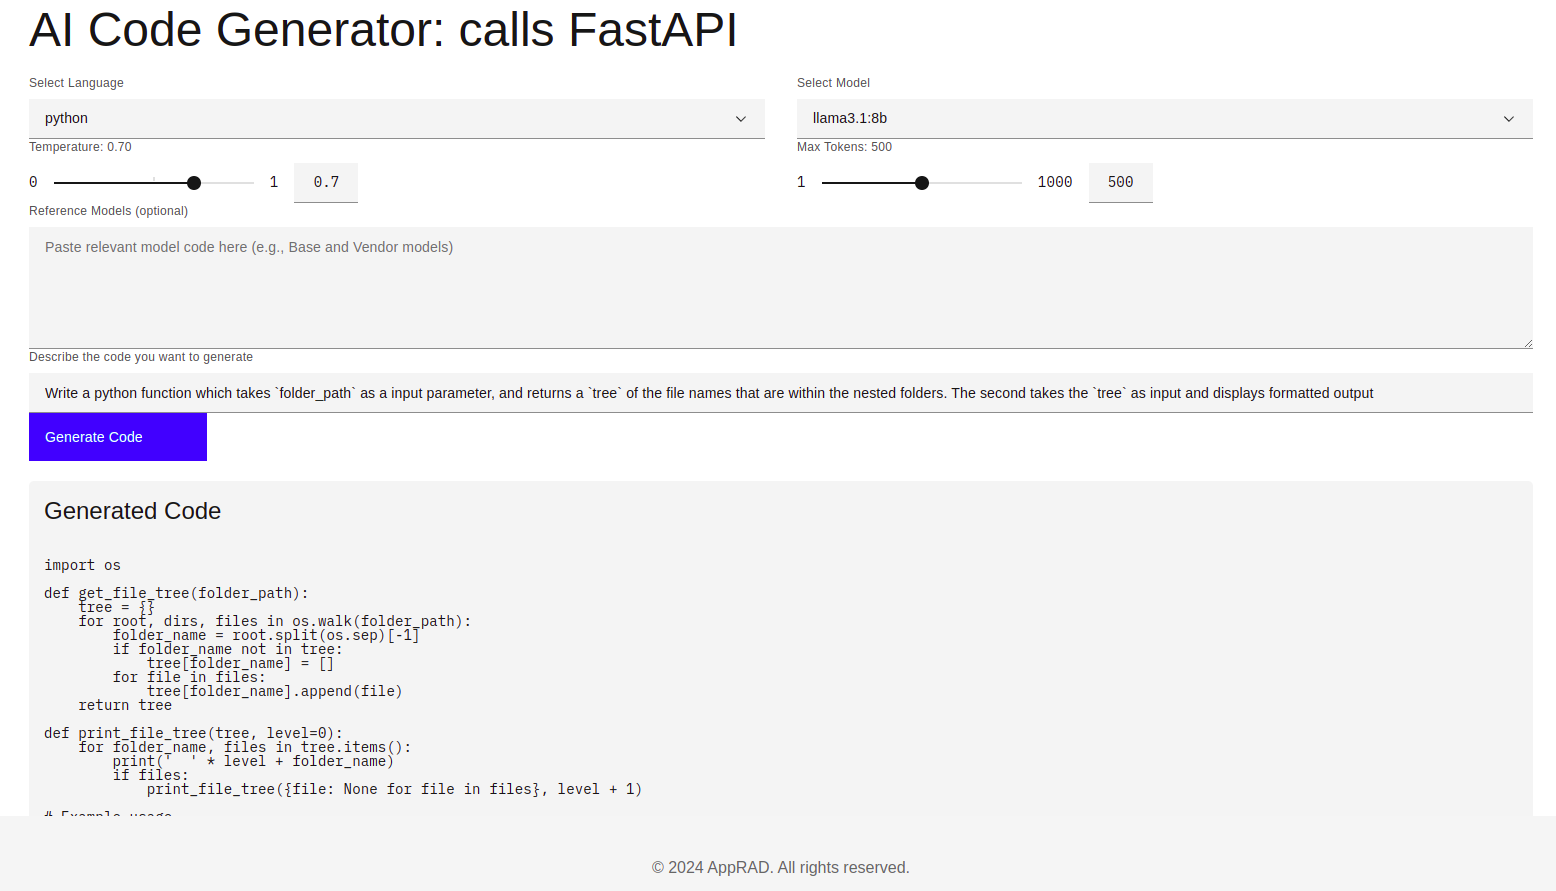 AI Code Generator: calls FastAPI
Select Language
Select Model
python
llama3.1:8b
Temperature: 0.70
Max Tokens: 500
0 1 0.7
1 1000 500
Reference Models (optional)
Paste relevant model code here (e.g., Base and Vendor models)
Describe the code you want to generate
Write a python function which takes `folder_path` as a input parameter, and returns a `tree` of the file names that are within the nested folders. The second takes the `tree` as input and displays formatted output
Generate Code
Generated Code
import os
def get_file_tree(folder_path):
    tree = {}
    for root, dirs, files in os.walk(folder_path):
        folder_name = root.split(os.sep)[-1]
        if folder_name not in tree:
            tree[folder_name] = []
        for file in files:
            tree[folder_name].append(file)
    return tree
def print_file_tree(tree, level=0):
    for folder_name, files in tree.items():
        print('  ' * level + folder_name)
        if files:
            print_file_tree({file: None for file in files}, level + 1)
# Example usage
© 2024 AppRAD. All rights reserved.